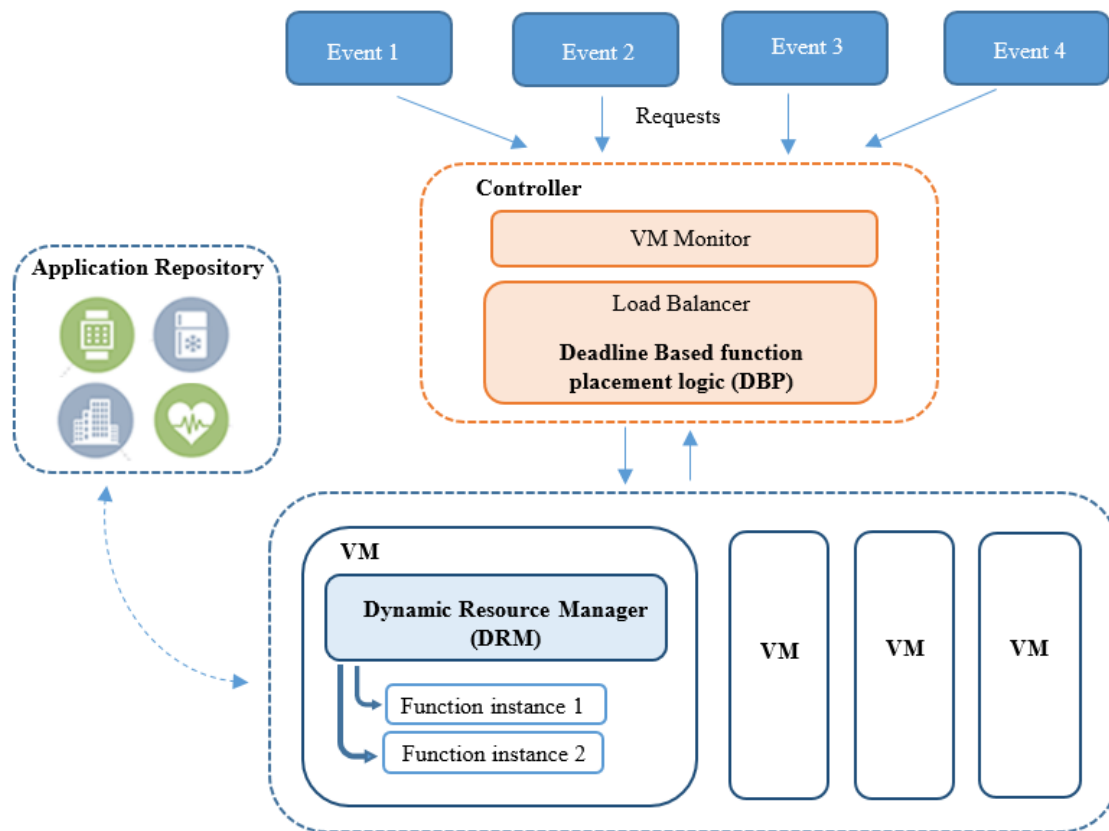 Event 1
Event 2
Event 3
Event 4
Requests
Controller
VM Monitor
Application Repository
Load Balancer
Deadline Based function
placement logic (DBP)
VM
Dynamic Resource Manager
(DRM)
Function instance 1
Function instance 2
VM
VM
VM